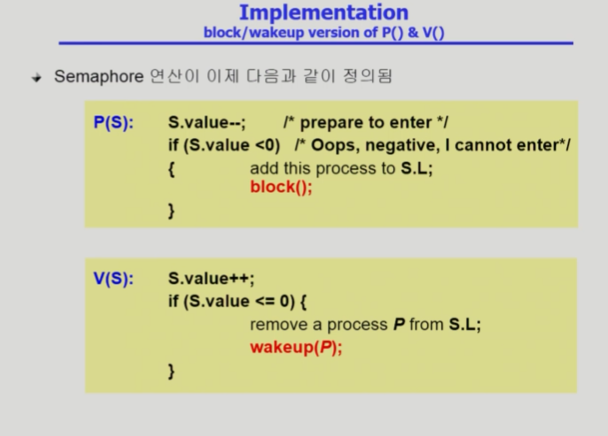 Implementation
block/wakeup version of P() & V()
Semaphore 연산이 이제 다음과 같이 정의됨
P(S): S.value--; /* prepare to enter */
if (S.value <0) /* Oops, negative, I cannot enter*/
{ add this process to S.L;
block();
}
V(S): S.value++;
if (S.value <= 0) {
remove a process P from S.L;
wakeup(P);
}